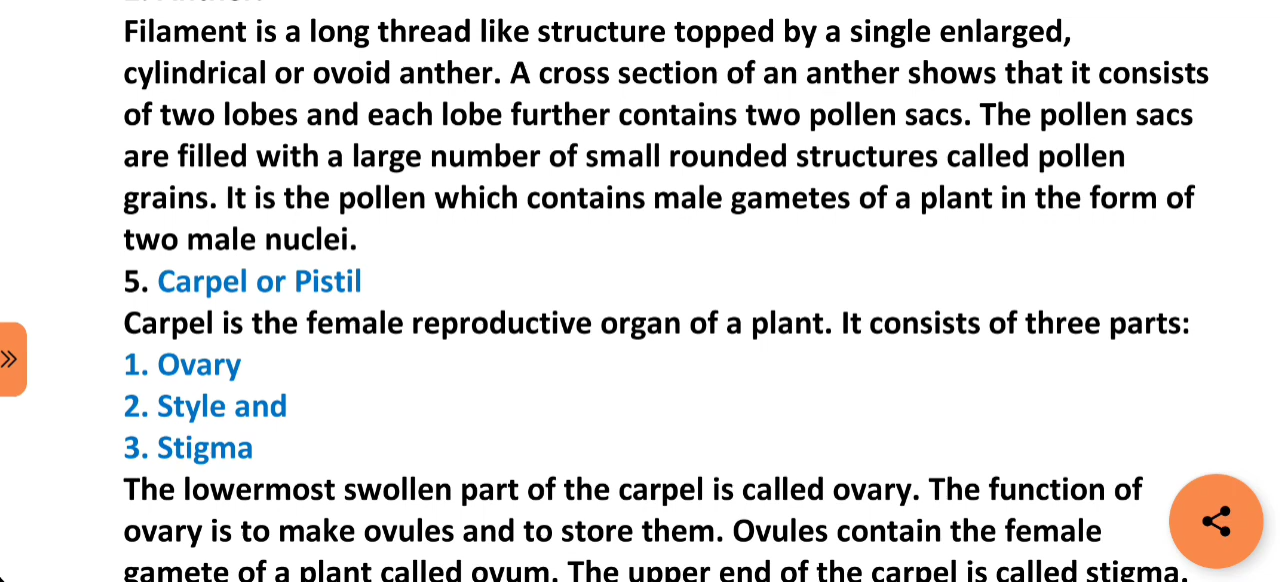 Filament is a long thread like structure topped by a single enlarged,
cylindrical or ovoid anther. A cross section of an anther shows that it consists
of two lobes and each lobe further contains two pollen sacs. The pollen sacs
are filled with a large number of small rounded structures called pollen
grains. It is the pollen which contains male gametes of a plant in the form of
two male nuclei.
5. Carpel or Pistil
Carpel is the female reproductive organ of a plant. It consists of three parts:
1. Ovary
2. Style and
3. Stigma
The lowermost swollen part of the carpel is called ovary. The function of
ovary is to make ovules and to store them. Ovules contain the female
gamete of a plant called ovum. The upper end of the carpel is called stigma.